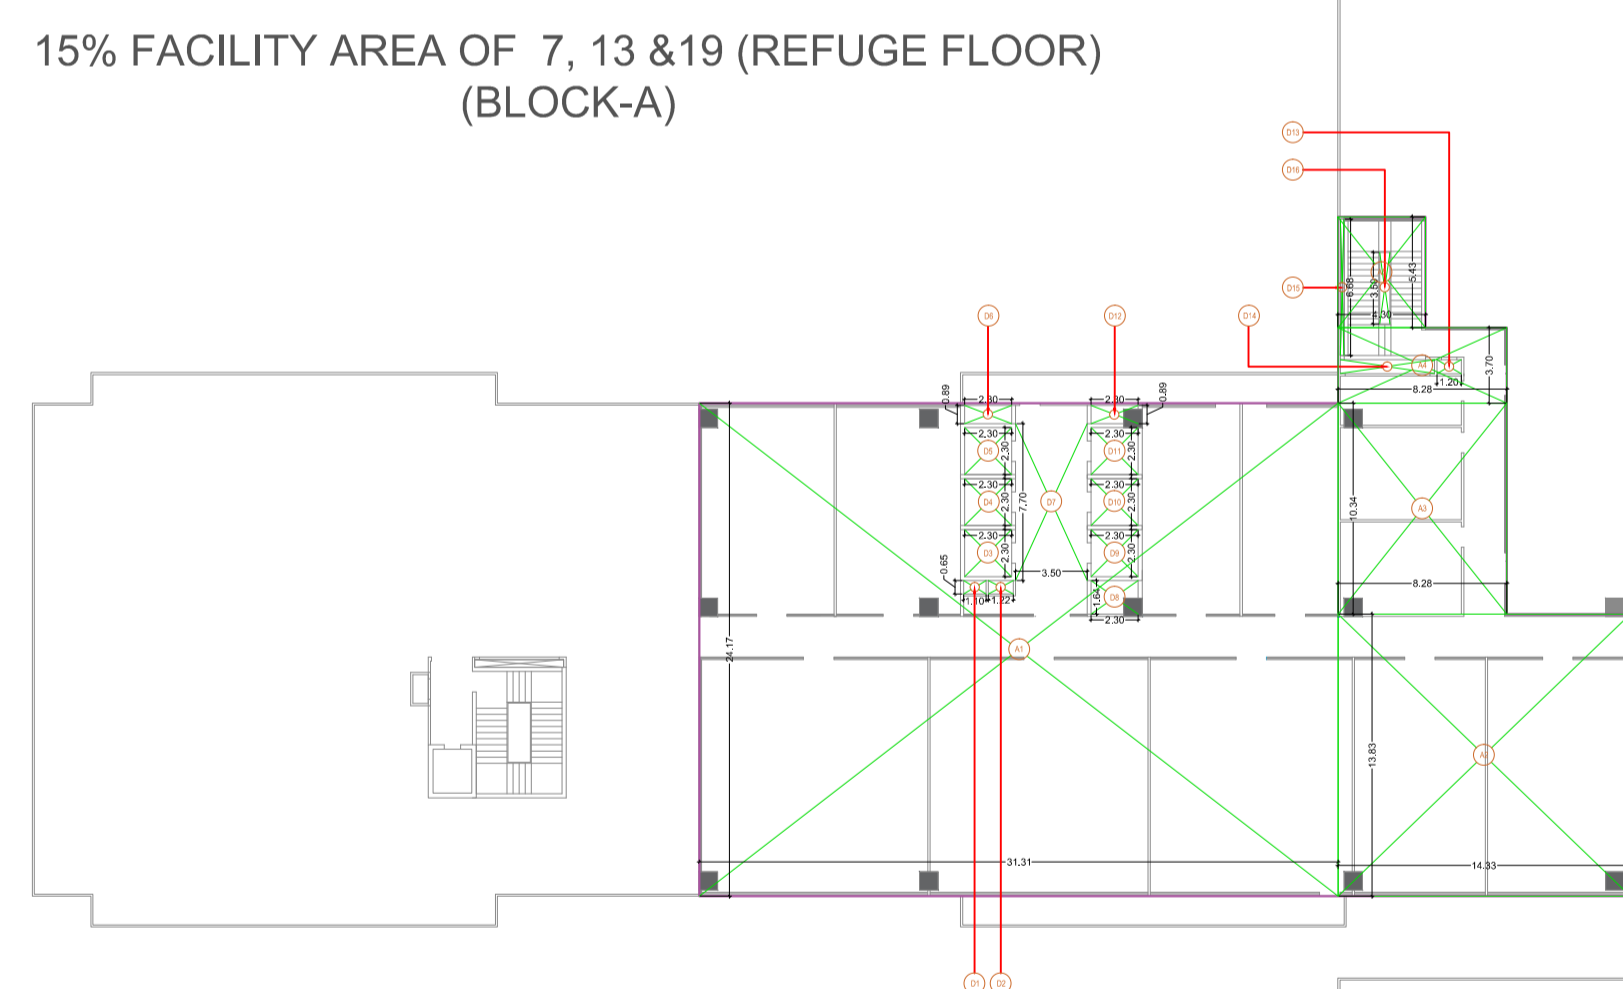 15% FACILITY AREA OF 7, 13 &19 (REFUGE FLOOR)
(BLOCK-A)
D13
D16
D15
6.68
3.50
5.43
4.30
D6
D12
D14
A4
3.70
1.20
8.28
0.89
2.30
2.30
0.89
2.30
D5
2.30
2.30
D11
2.30
2.30
D4
2.30
7.70
D7
2.30
D10
2.30
10.34
A3
2.30
D3
2.30
2.30
D9
2.30
0.65
3.50
8.28
1.10
1.22
1.64
D8
2.30
24.17
A1
13.83
A2
31.31
14.33
D1
D2